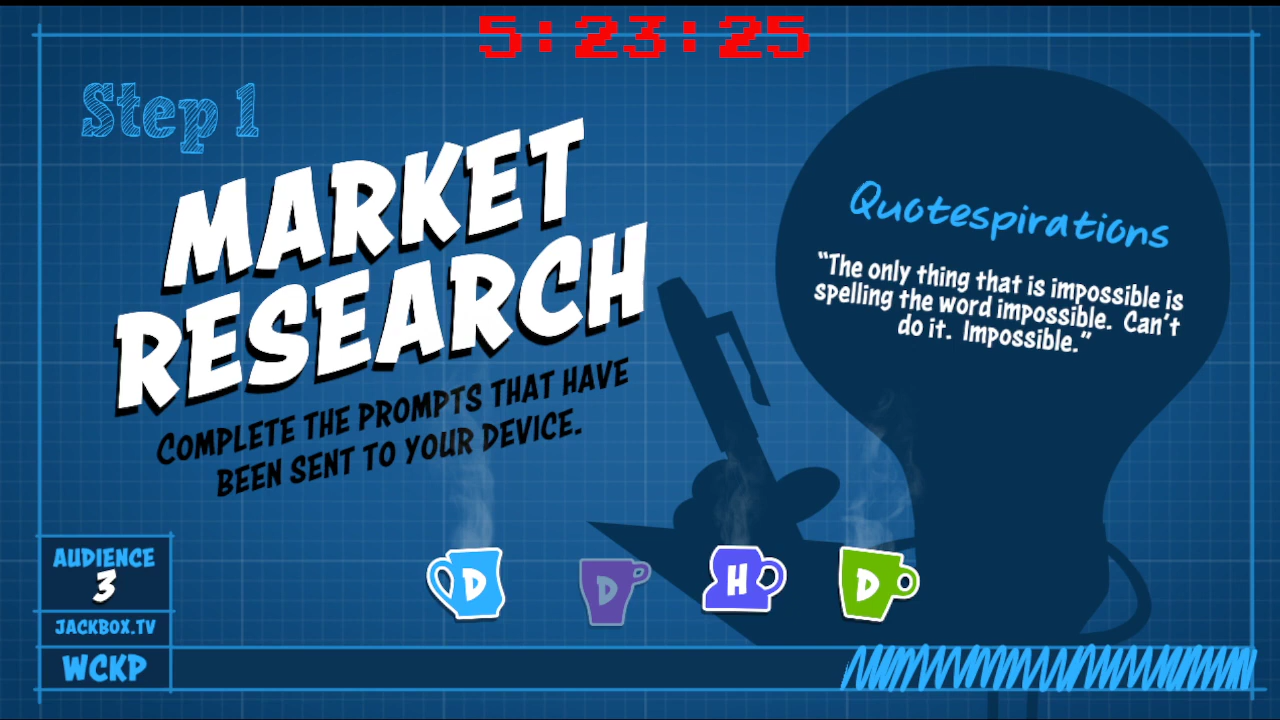 5:23:25
Step 1
MARKET
RESEARCH
COMPLETE THE PROMPTS THAT HAVE
BEEN SENT TO YOUR DEVICE.
Quotespirations
“The only thing that is impossible is
spelling the word impossible. Can’t
do it. Impossible.”
D
D
H
D
AUDIENCE
3
JACKBOX.TV
WCKP